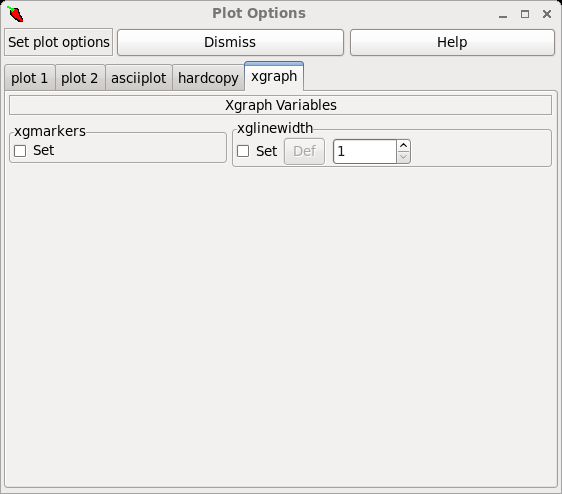 Plot Options
Set plot options Dismiss Help
plot 1 plot 2 asciiplot hardcopy xgraph
Xgraph Variables
xgmarkers xglinewidth
Set Set Def 1